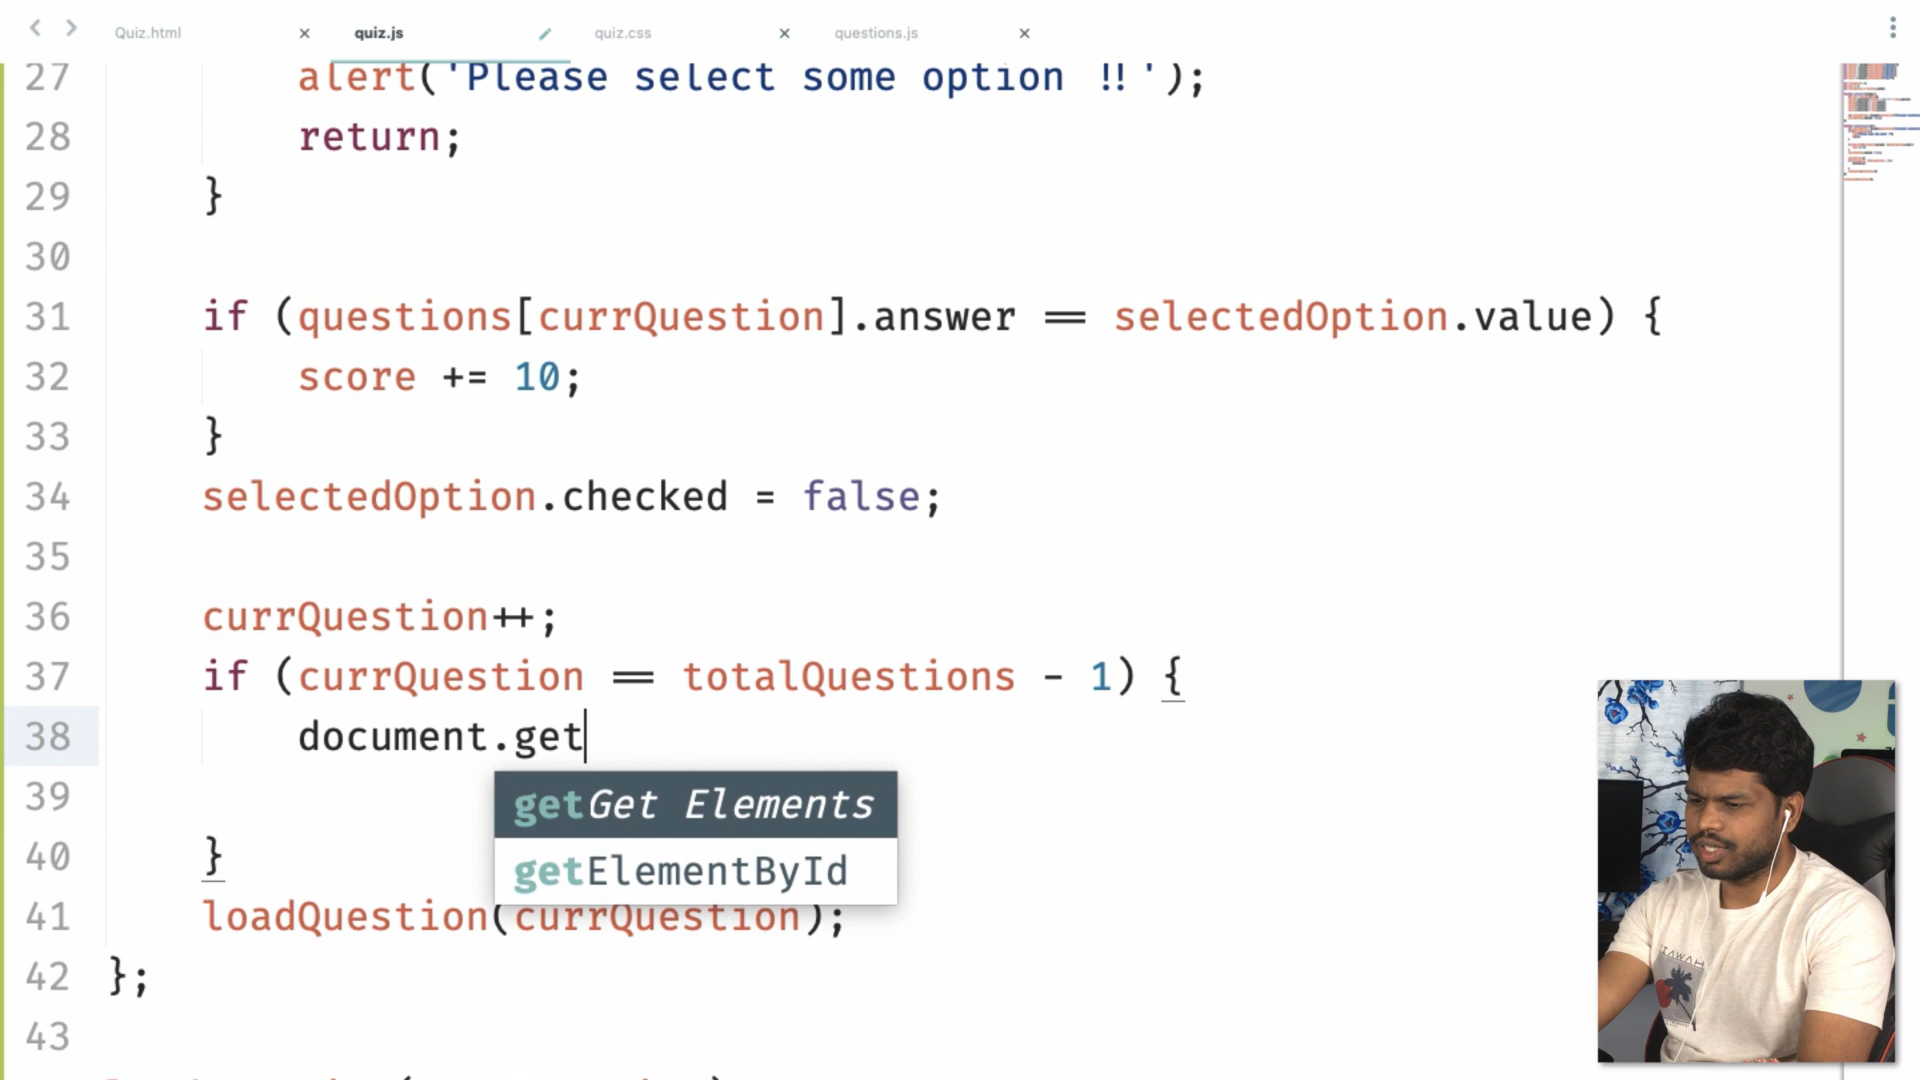 Quiz.html × quiz.js quiz.css × questions.js ×
27 alert('Please select some option !!');
28 return;
29 }
30
31 if (questions[currQuestion].answer == selectedOption.value) {
32 score += 10;
33 }
34 selectedOption.checked = false;
35
36 currQuestion++;
37 if (currQuestion == totalQuestions - 1) {
38 document.get
getGet Elements
39
getElementById
40 }
41 loadQuestion(currQuestion);
42 };
43